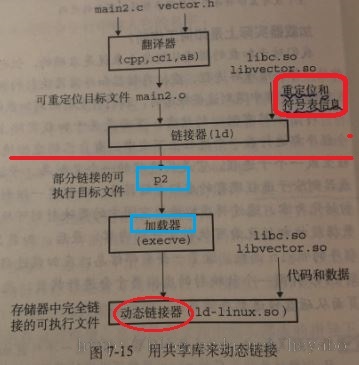 main2.c vector.h
翻译器
(cpp,cc1,as)
libc.so
libvector.so
可重定位目标文件 main2.o
重定位和
符号表信息
链接器(ld)
部分链接的可
执行目标文件
p2
加载器
(execve)
libc.so
libvector.so
代码和数据
存储器中完全链
接的可执行文件
动态链接器(ld-linux.so)
图 7-15 用共享库来动态链接